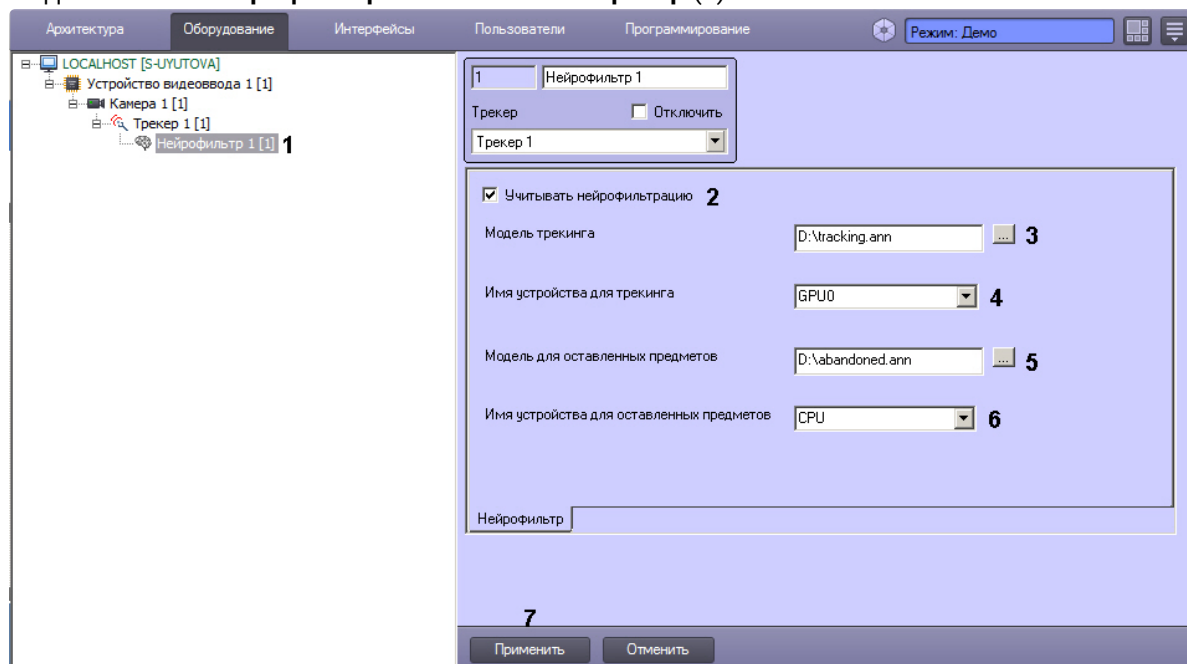 Архитектура Оборудование Интерфейсы Пользователи Программирование Режим: Демо
LOCALHOST [S-UYUTOVA]
Устройство видеоввода 1 [1]
Камера 1 [1]
Трекер 1 [1]
Нейрофильтр 1 [1] 1
1 Нейрофильтр 1
Трекер Отключить
Трекер 1
Учитывать нейрофильтрацию 2
Модель трекинга D:\tracking.ann ... 3
Имя устройства для трекинга GPU0 4
Модель для оставленных предметов D:\abandoned.ann ... 5
Имя устройства для оставленных предметов CPU 6
Нейрофильтр
7
Применить Отменить